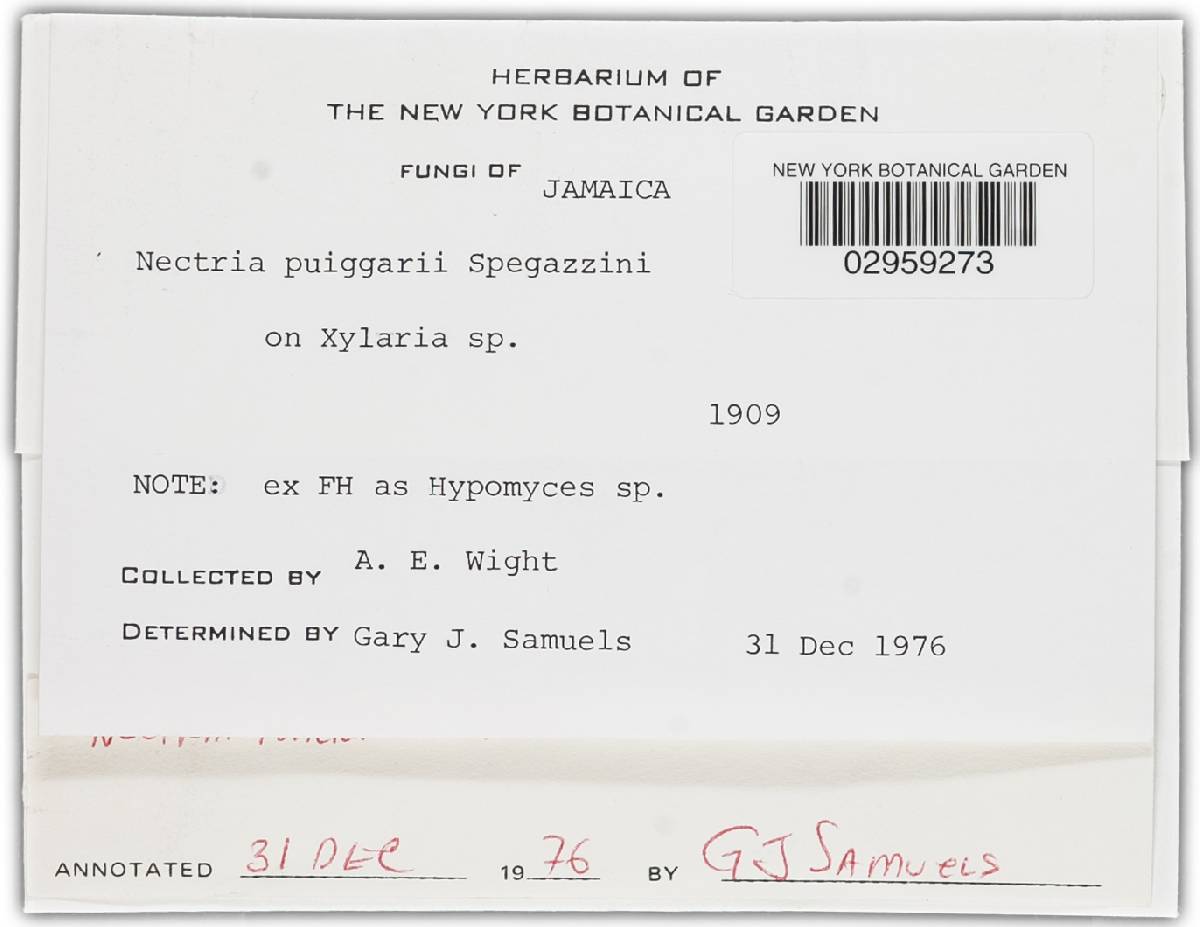 HERBARIUM OF
THE NEW YORK BOTANICAL GARDEN
FUNGI OF JAMAICA
NEW YORK BOTANICAL GARDEN
02959273
Nectria puiggarii Spegazzini
on Xylaria sp.
1909
NOTE: ex FH as Hypomyces sp.
COLLECTED BY A. E. Wight
DETERMINED BY Gary J. Samuels 31 Dec 1976
ANNOTATED 31 DEC 1976 BY GJ SAMUELS